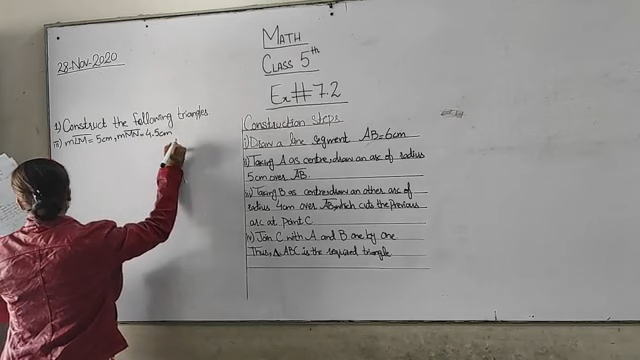 28-Nov-2020
MATH
CLASS 5th
Ex#7.2
1) Construct the following triangles
iii) mLM = 5cm, mMN = 4.5cm
Construction steps
i) Draw a line segment AB=6cm
ii) Taking A as centre, draw an arc of radius
5cm over AB.
iii) Taking B as centre, draw an other arc of
radius 4cm over AB, which cuts the previous
arc at point C
iv) Join C with A and B one by one
Thus, △ABC is the required triangle